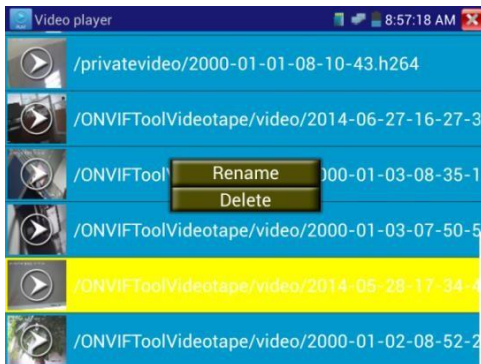 Video player 8:57:18 AM
/privatevideo/2000-01-01-08-10-43.h264
/ONVIFToolVideotape/video/2014-06-27-16-27-3
/ONVIFTool 000-01-03-08-35-1
Rename
Delete
/ONVIFToolVideotape/video/2000-01-03-07-50-5
/ONVIFToolVideotape/video/2014-05-28-17-34-4
/ONVIFToolVideotape/video/2000-01-02-08-52-2